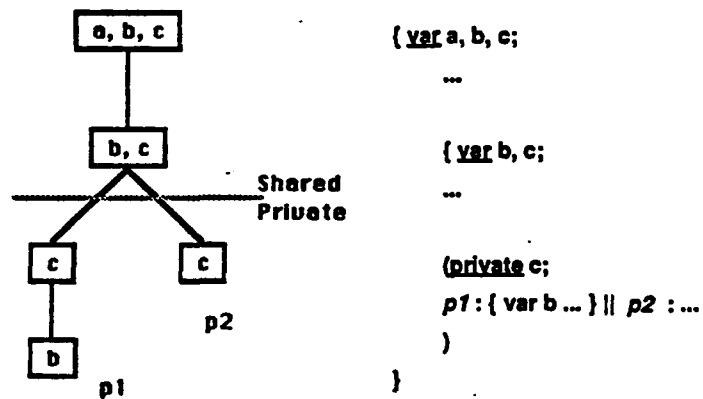 a, b, c
b, c
Shared
Private
c
c
p2
b
p1
{ var a, b, c;
...
{ var b, c;
...
(private c;
p1 : { var b ... } || p2 : ...
)
}